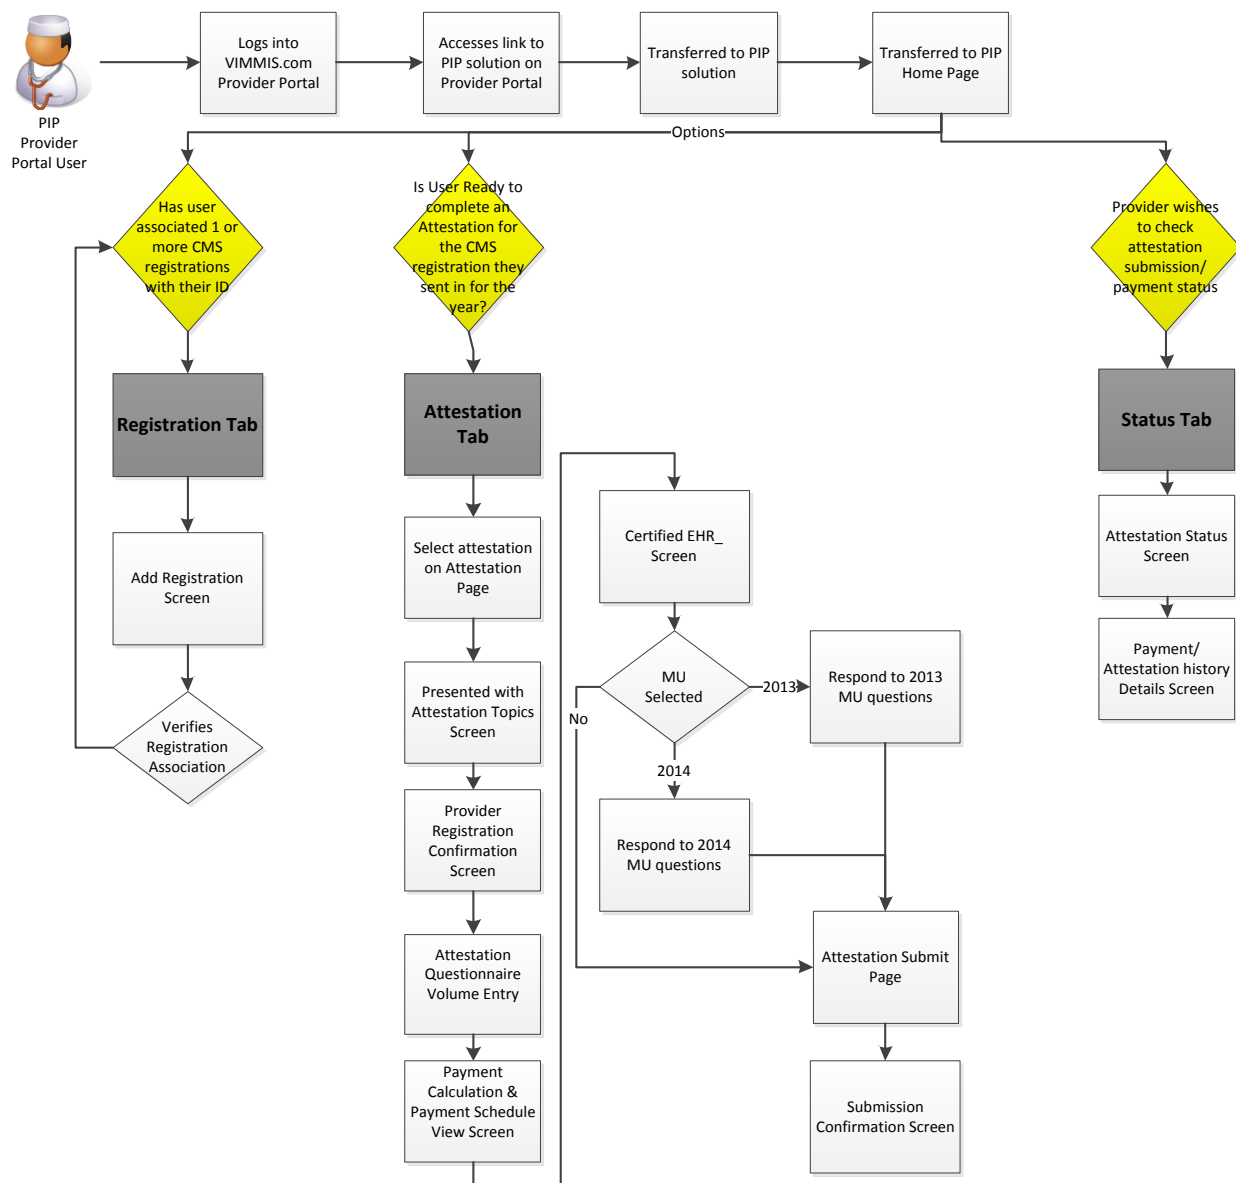 PIP
Provider
Portal User
Logs into
VIMMIS.com
Provider Portal
Accesses link to
PIP solution on
Provider Portal
Transferred to PIP
solution
Transferred to PIP
Home Page
Options
Has user
associated 1 or
more CMS
registrations
with their ID
Is User Ready to
complete an
Attestation for
the CMS
registration they
sent in for the
year?
Provider wishes
to check
attestation
submission/
payment status
Registration Tab
Add Registration
Screen
Verifies
Registration
Association
Attestation
Tab
Select attestation
on Attestation
Page
Presented with
Attestation Topics
Screen
Provider
Registration
Confirmation
Screen
Attestation
Questionnaire
Volume Entry
Payment
Calculation &
Payment Schedule
View Screen
Certified EHR_
Screen
MU
Selected
No
2013
2014
Respond to 2013
MU questions
Respond to 2014
MU questions
Attestation Submit
Page
Submission
Confirmation Screen
Status Tab
Attestation Status
Screen
Payment/
Attestation history
Details Screen